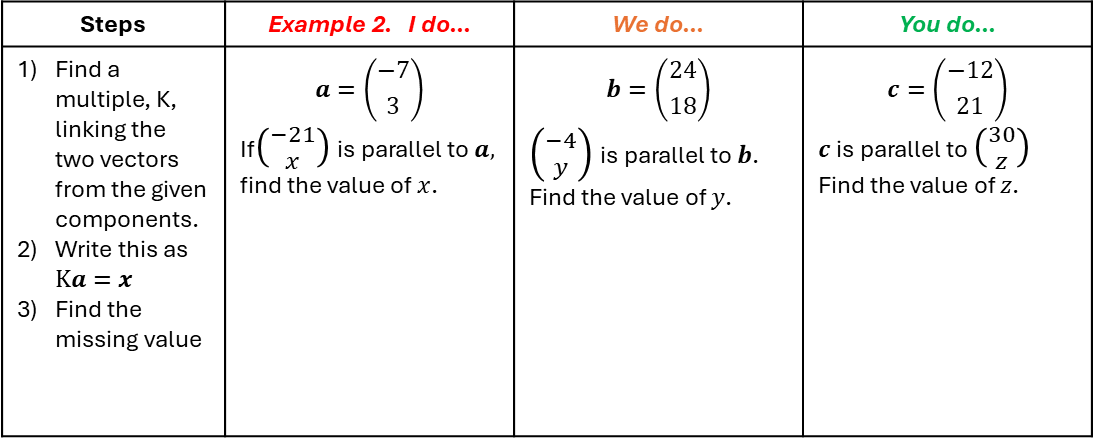 Steps
Example 2. I do...
We do...
You do...
1) Find a
multiple, K,
linking the
two vectors
from the given
components.
2) Write this as
Ka = x
3) Find the
missing value
a = (−7
3)
If (−21
x) is parallel to a,
find the value of x.
b = (24
18)
(−4
y) is parallel to b.
Find the value of y.
c = (−12
21)
c is parallel to (30
z)
Find the value of z.